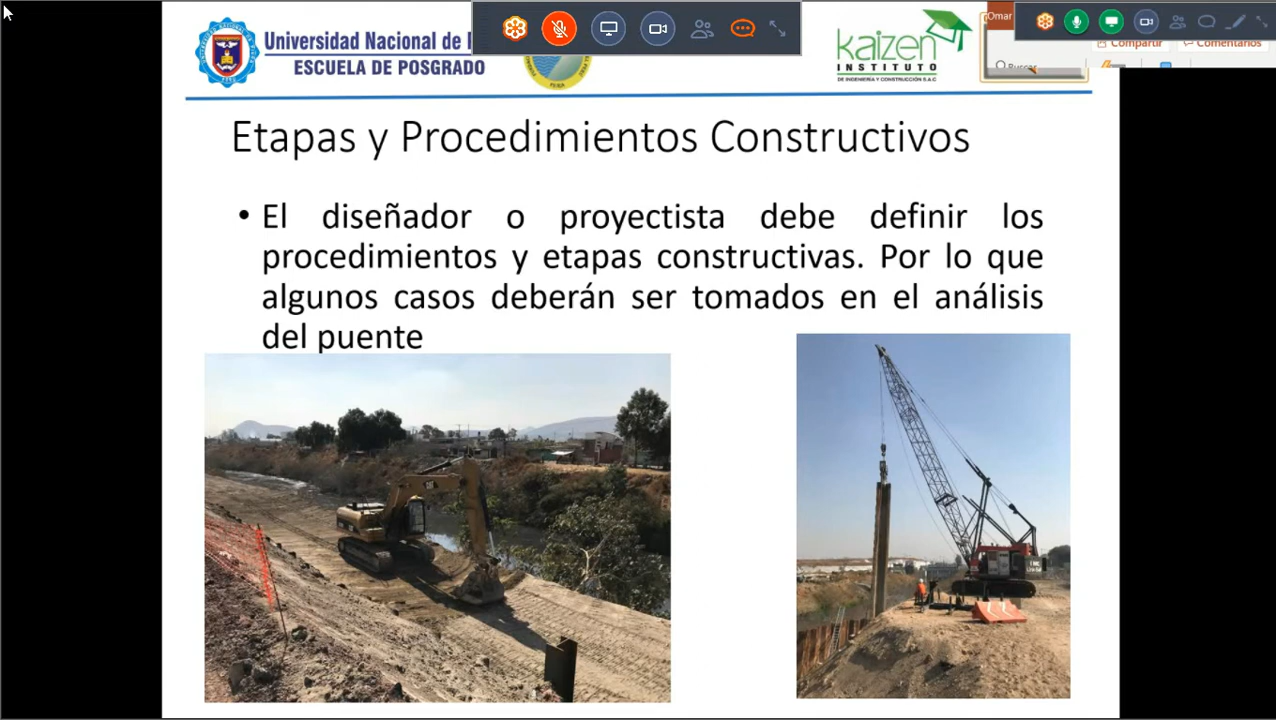 Universidad Nacional de
ESCUELA DE POSGRADO
kaizen
INSTITUTO
DE INGENIERÍA Y CONSTRUCCIÓN S.A.C
Omar
Compartir
Comentarios
Buscar
Etapas y Procedimientos Constructivos
• El diseñador o proyectista debe definir los
procedimientos y etapas constructivas. Por lo que
algunos casos deberán ser tomados en el análisis
del puente
CAT